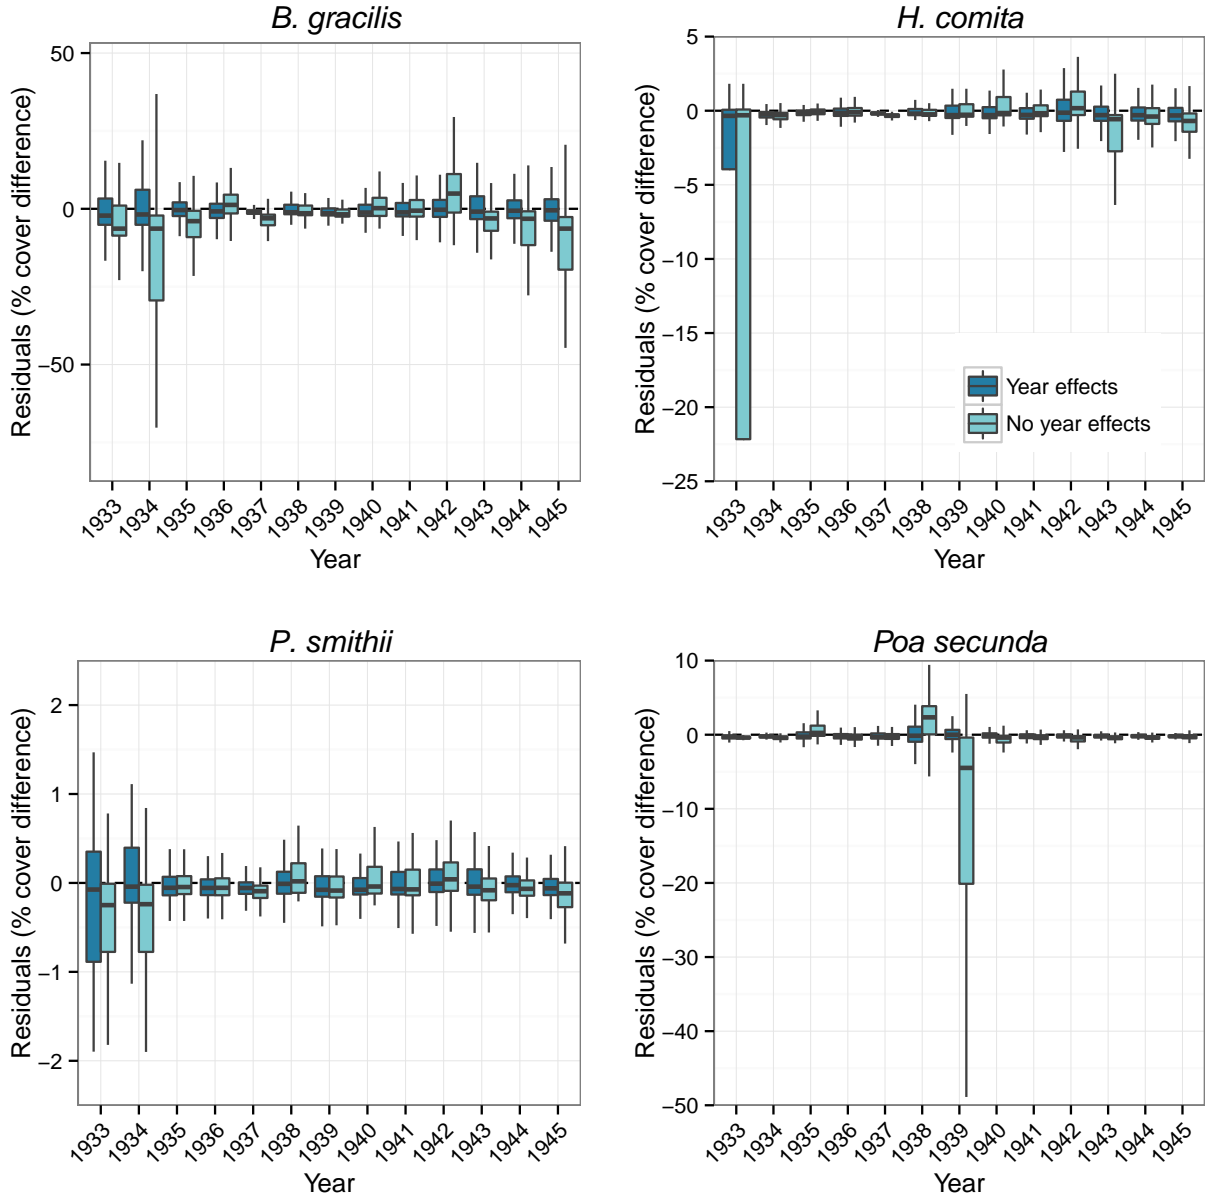 B. gracilis
Residuals (% cover difference)
50
0
−50
1933 1934 1935 1936 1937 1938 1939 1940 1941 1942 1943 1944 1945
Year
H. comita
Residuals (% cover difference)
5
0
−5
−10
−15
−20
−25
Year effects
No year effects
1933 1934 1935 1936 1937 1938 1939 1940 1941 1942 1943 1944 1945
Year
P. smithii
Residuals (% cover difference)
2
1
0
−1
−2
1933 1934 1935 1936 1937 1938 1939 1940 1941 1942 1943 1944 1945
Year
Poa secunda
Residuals (% cover difference)
10
0
−10
−20
−30
−40
−50
1933 1934 1935 1936 1937 1938 1939 1940 1941 1942 1943 1944 1945
Year